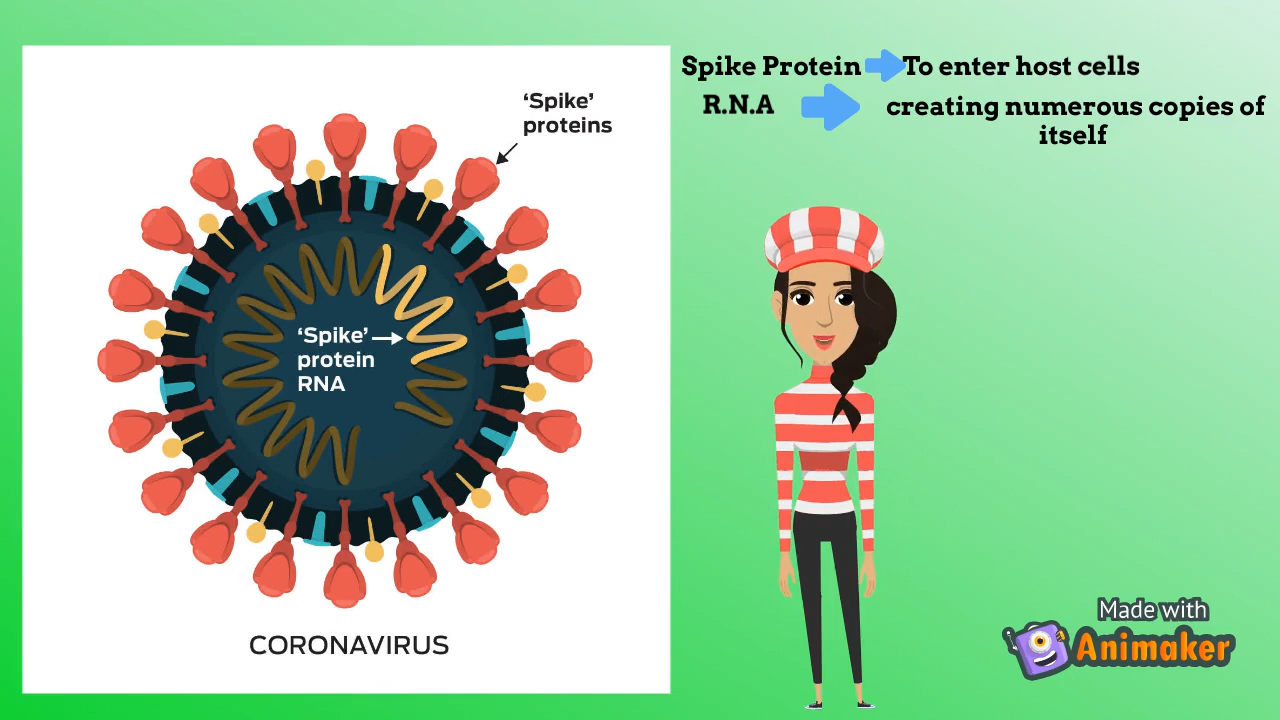 ‘Spike’
proteins
‘Spike’
protein
RNA
CORONAVIRUS
Spike Protein To enter host cells
R.N.A creating numerous copies of
itself
Made with
Animaker